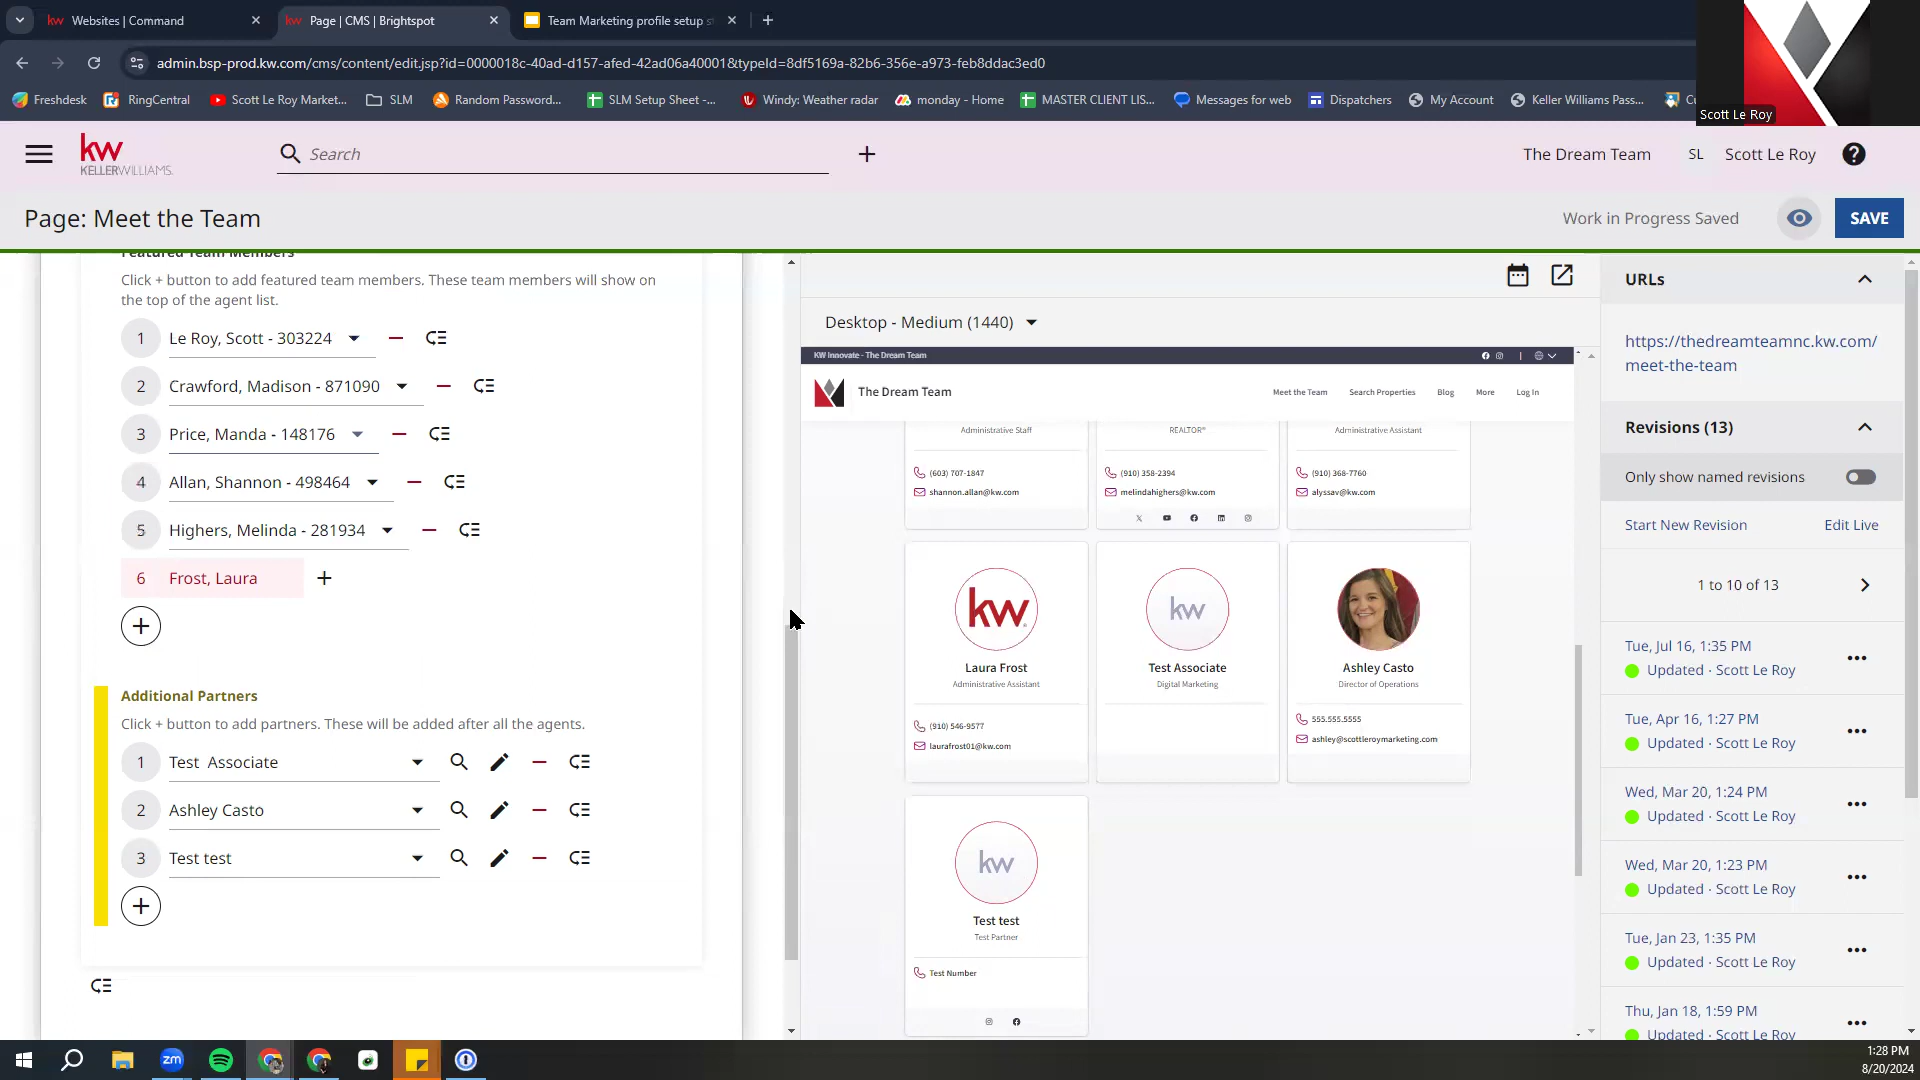 Websites | Command
Page | CMS | Brightspot
Team Marketing profile setup s
admin.bsp-prod.kw.com/cms/content/edit.jsp?id=0000018c-40ad-d157-afed-42ad06a40001&typeId=8df5169a-82b6-356e-a973-feb8ddac3ed0
Freshdesk
RingCentral
Scott Le Roy Market...
SLM
Random Password...
SLM Setup Sheet -...
Windy: Weather radar
monday - Home
MASTER CLIENT LIS...
Messages for web
Dispatchers
My Account
Keller Williams Pass...
Scott Le Roy
kw
KELLERWILLIAMS.
Search
The Dream Team
SL
Scott Le Roy
Page: Meet the Team
Work in Progress Saved
SAVE
Featured Team Members
Click + button to add featured team members. These team members will show on
the top of the agent list.
1 Le Roy, Scott - 303224
2 Crawford, Madison - 871090
3 Price, Manda - 148176
4 Allan, Shannon - 498464
5 Highers, Melinda - 281934
6 Frost, Laura
Additional Partners
Click + button to add partners. These will be added after all the agents.
1 Test Associate
2 Ashley Casto
3 Test test
Desktop - Medium (1440)
KW Innovate - The Dream Team
The Dream Team
Meet the Team
Search Properties
Blog
More
Log In
Administrative Staff
(603) 707-1847
shannon.allan@kw.com
REALTOR®
(910) 358-2394
melindahighers@kw.com
Administrative Assistant
(910) 368-7760
alyssav@kw.com
kw
Laura Frost
Administrative Assistant
(910) 546-9577
laurafrost01@kw.com
kw
Test Associate
Digital Marketing
Ashley Casto
Director of Operations
555.555.5555
ashley@scottleroymarketing.com
kw
Test test
Test Partner
Test Number
URLs
https://thedreamteamnc.kw.com/
meet-the-team
Revisions (13)
Only show named revisions
Start New Revision
Edit Live
1 to 10 of 13
Tue, Jul 16, 1:35 PM
Updated · Scott Le Roy
Tue, Apr 16, 1:27 PM
Updated · Scott Le Roy
Wed, Mar 20, 1:24 PM
Updated · Scott Le Roy
Wed, Mar 20, 1:23 PM
Updated · Scott Le Roy
Tue, Jan 23, 1:35 PM
Updated · Scott Le Roy
Thu, Jan 18, 1:59 PM
Updated · Scott Le Roy
zm
1:28 PM
8/20/2024